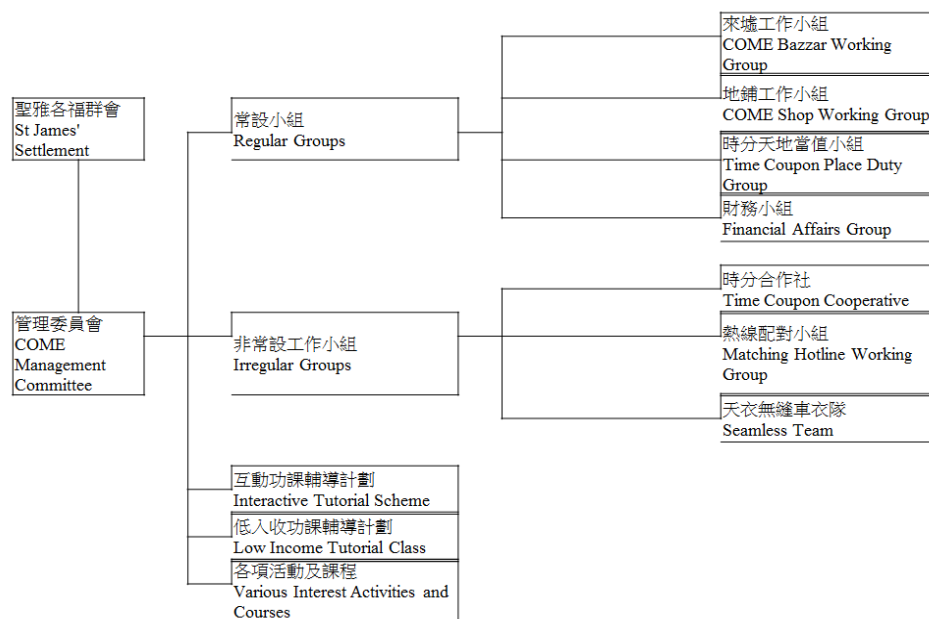 聖雅各福群會
St James'
Settlement
管理委員會
COME
Management
Committee
常設小組
Regular Groups
非常設工作小組
Irregular Groups
互動功課輔導計劃
Interactive Tutorial Scheme
低入收功課輔導計劃
Low Income Tutorial Class
各項活動及課程
Various Interest Activities and
Courses
來墟工作小組
COME Bazzar Working
Group
地鋪工作小組
COME Shop Working Group
時分天地當值小組
Time Coupon Place Duty
Group
財務小組
Financial Affairs Group
時分合作社
Time Coupon Cooperative
熱線配對小組
Matching Hotline Working
Group
天衣無縫車衣隊
Seamless Team